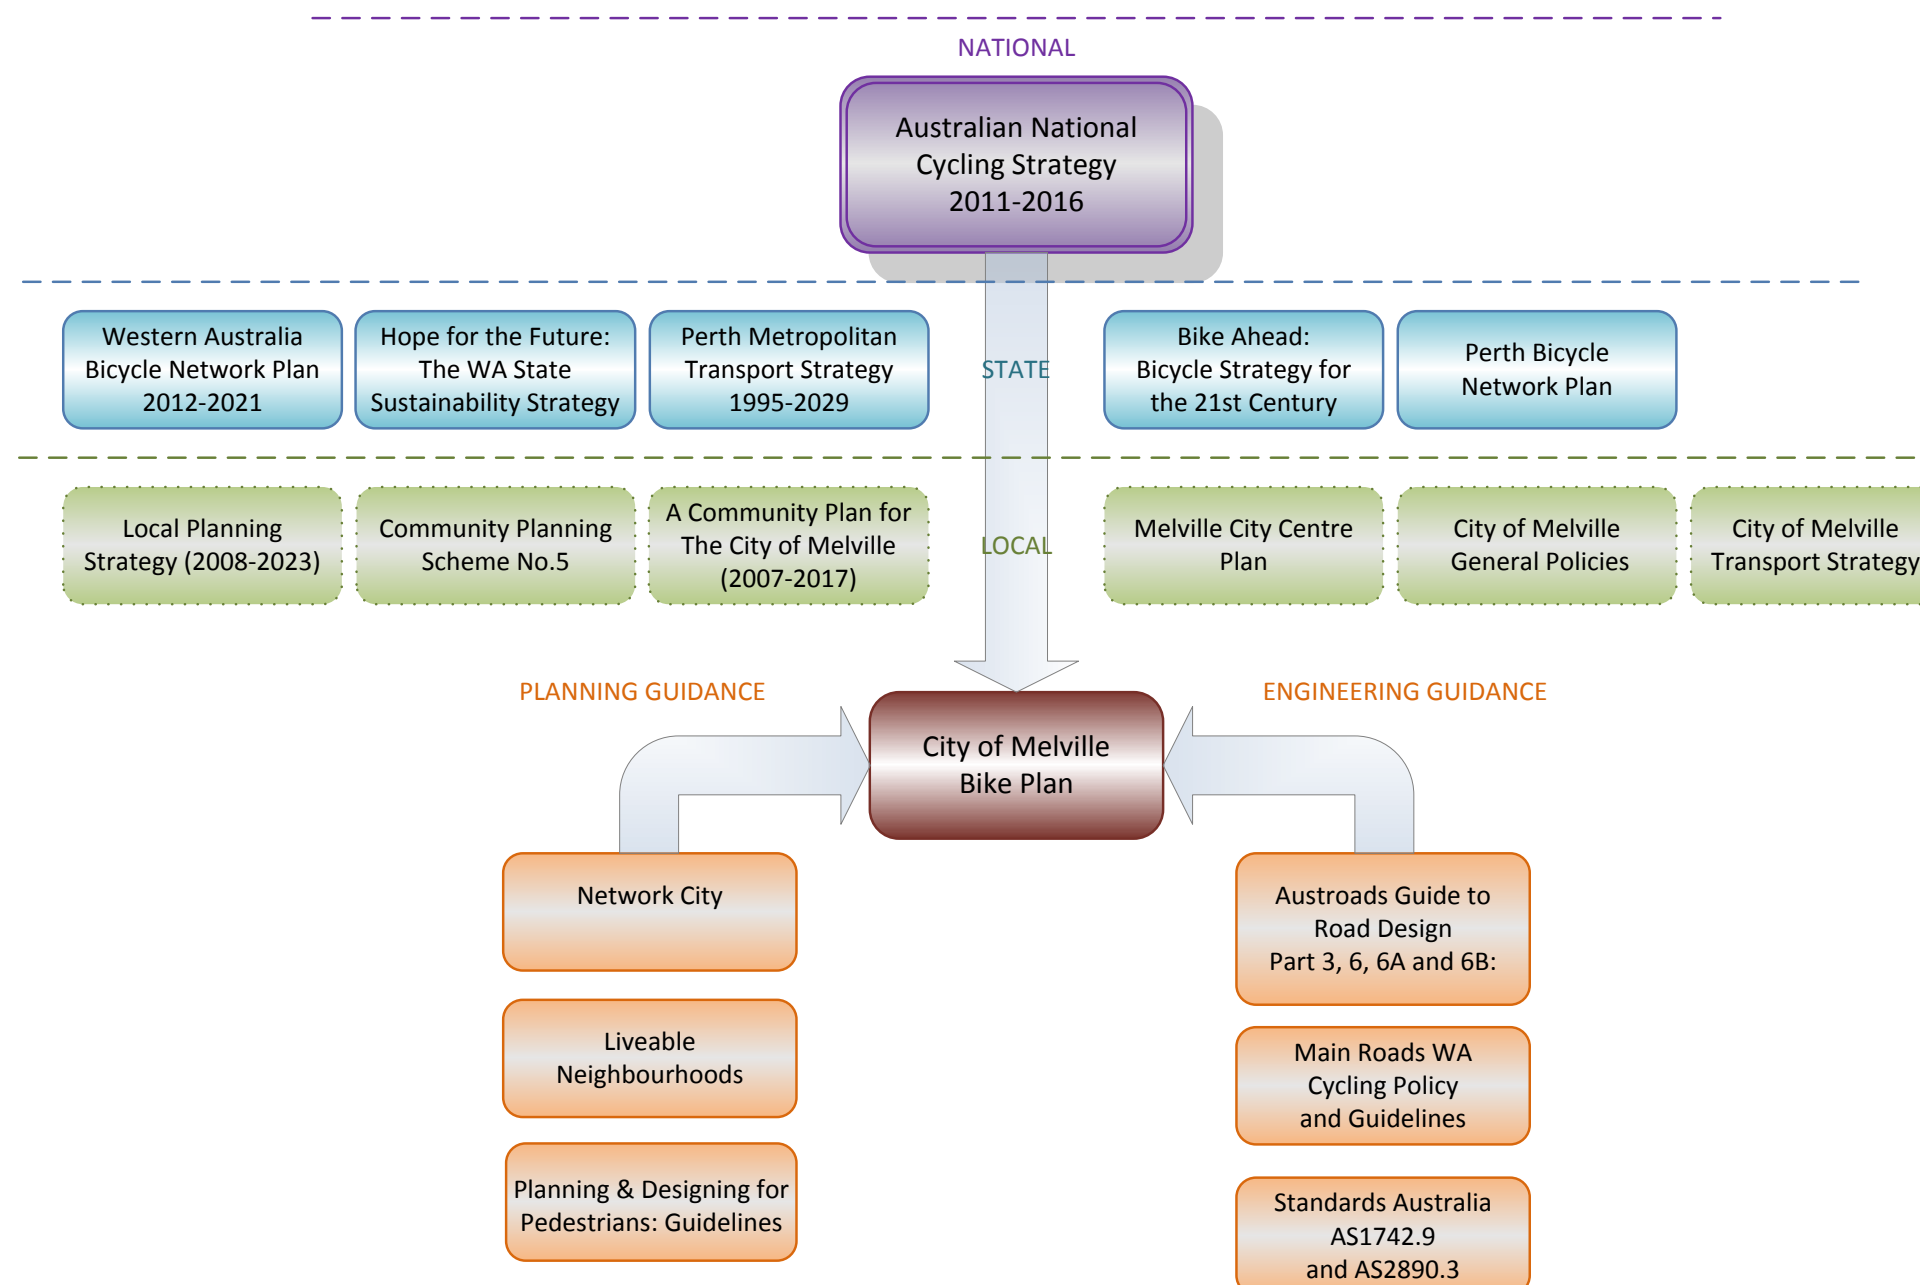 NATIONAL
Australian National
Cycling Strategy
2011-2016
Western Australia
Bicycle Network Plan
2012-2021
Hope for the Future:
The WA State
Sustainability Strategy
Perth Metropolitan
Transport Strategy
1995-2029
STATE
Bike Ahead:
Bicycle Strategy for
the 21st Century
Perth Bicycle
Network Plan
Local Planning
Strategy (2008-2023)
Community Planning
Scheme No.5
A Community Plan for
The City of Melville
(2007-2017)
LOCAL
Melville City Centre
Plan
City of Melville
General Policies
City of Melville
Transport Strategy
PLANNING GUIDANCE
ENGINEERING GUIDANCE
City of Melville
Bike Plan
Network City
Liveable
Neighbourhoods
Planning & Designing for
Pedestrians: Guidelines
Austroads Guide to
Road Design
Part 3, 6, 6A and 6B:
Main Roads WA
Cycling Policy
and Guidelines
Standards Australia
AS1742.9
and AS2890.3